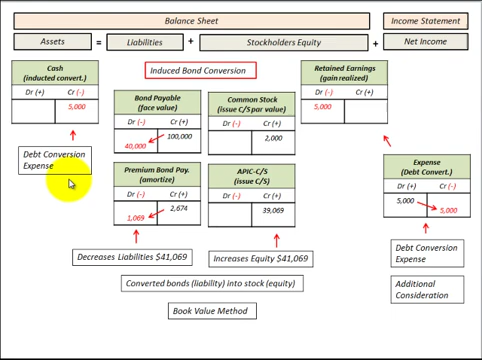 Balance Sheet
Income Statement
Assets = Liabilities + Stockholders Equity + Net Income
Induced Bond Conversion
Cash
(inducted convert.)
Dr (+) Cr (-)
5,000
Debt Conversion
Expense
Bond Payable
(face value)
Dr (-) Cr (+)
100,000
40,000
Common Stock
(issue C/S par value)
Dr (-) Cr (+)
2,000
Retained Earnings
(gain realized)
Dr (-) Cr (+)
5,000
Premium Bond Pay.
(amortize)
Dr (-) Cr (+)
2,674
1,069
APIC-C/S
(issue C/S)
Dr (-) Cr (+)
39,069
Expense
(Debt Convert.)
Dr (+) Cr (-)
5,000
5,000
Decreases Liabilities $41,069
Increases Equity $41,069
Debt Conversion
Expense
Converted bonds (liability) into stock (equity)
Additional
Consideration
Book Value Method